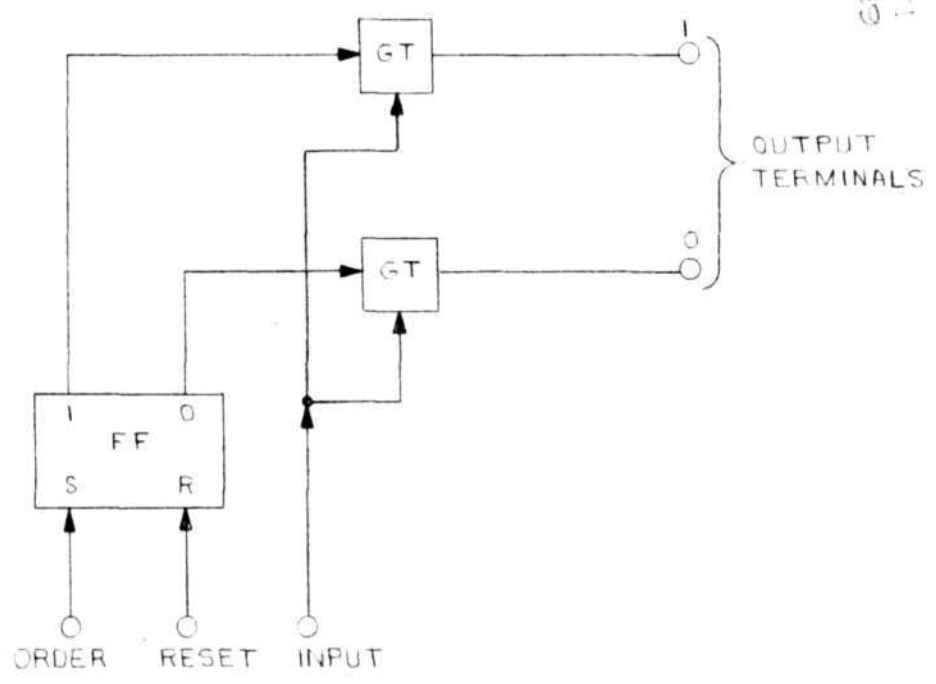 GT
1
OUTPUT
TERMINALS
GT
0
1 0
FF
S R
ORDER RESET INPUT